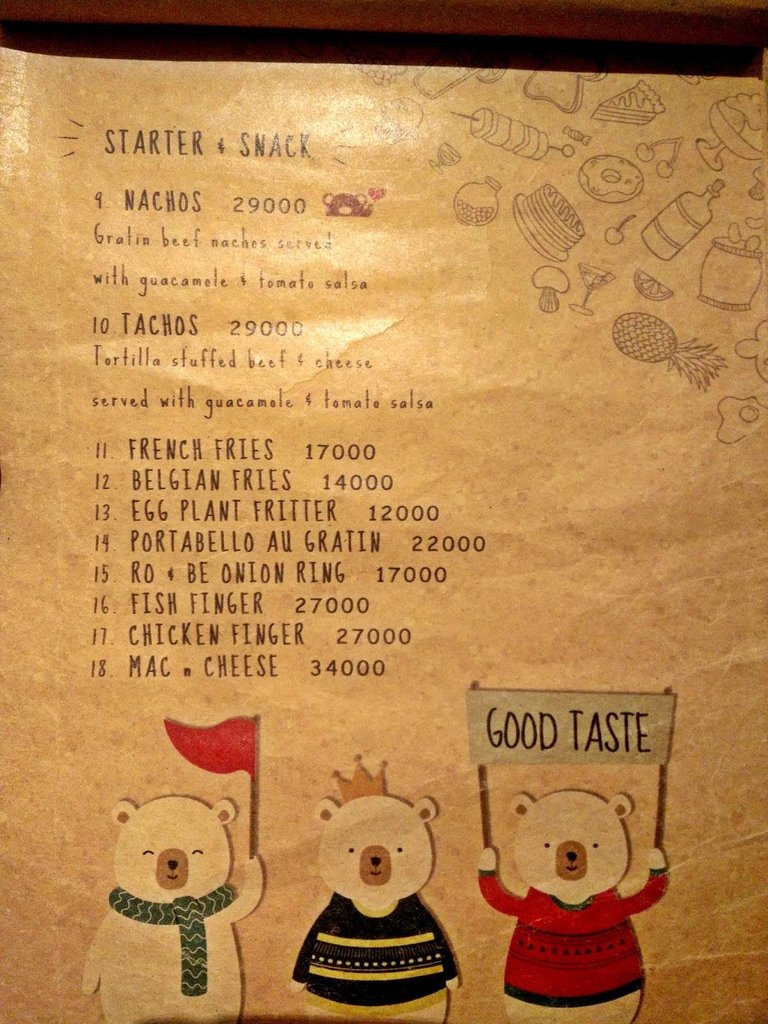 STARTER & SNACK
9. NACHOS 29000
Gratin beef nachos served
with guacamole & tomato salsa
10. TACHOS 29000
Tortilla stuffed beef & cheese
served with guacamole & tomato salsa
11. FRENCH FRIES 17000
12. BELGIAN FRIES 14000
13. EGG PLANT FRITTER 12000
14. PORTABELLO AU GRATIN 22000
15. RO & BE ONION RING 17000
16. FISH FINGER 27000
17. CHICKEN FINGER 27000
18. MAC n CHEESE 34000
GOOD TASTE